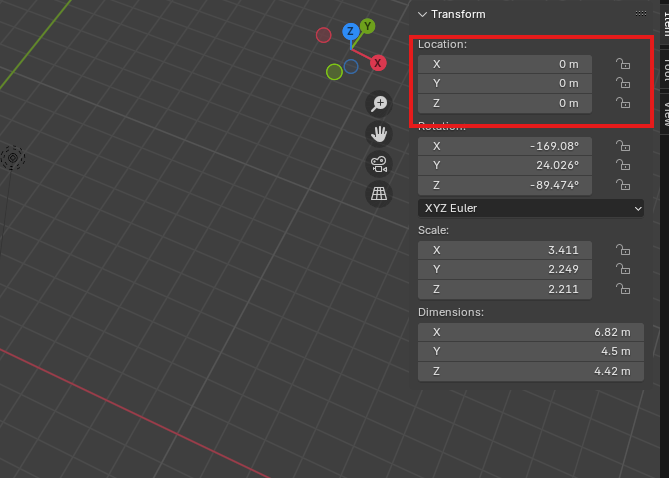 Transform
Location:
X 0 m
Y 0 m
Z 0 m
Rotation:
X -169.08°
Y 24.026°
Z -89.474°
XYZ Euler
Scale:
X 3.411
Y 2.249
Z 2.211
Dimensions:
X 6.82 m
Y 4.5 m
Z 4.42 m
Z
Y
X
Item
Tool
View